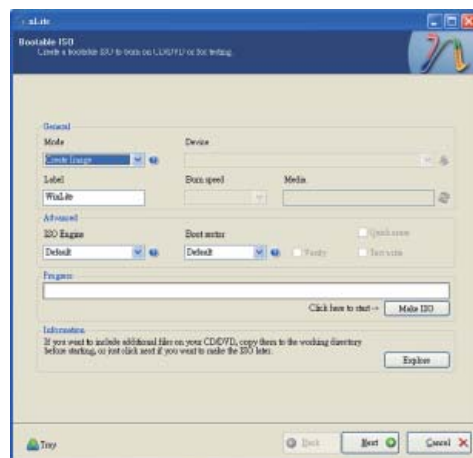 nLite
Bootable ISO
Create a bootable ISO to burn on CD/DVD or for testing.
General
Mode
Device
Create Image
Label
Burn speed
Media
WinLite
Advanced
ISO Engine
Boot sector
Quick erase
Default
Default
Verify
Test write
Progress
Click here to start ->
Make ISO
Information
If you want to include additional files on your CD/DVD, copy them to the working directory
before starting, or just click next if you want to make the ISO later.
Explore
Tray
Back
Next
Cancel